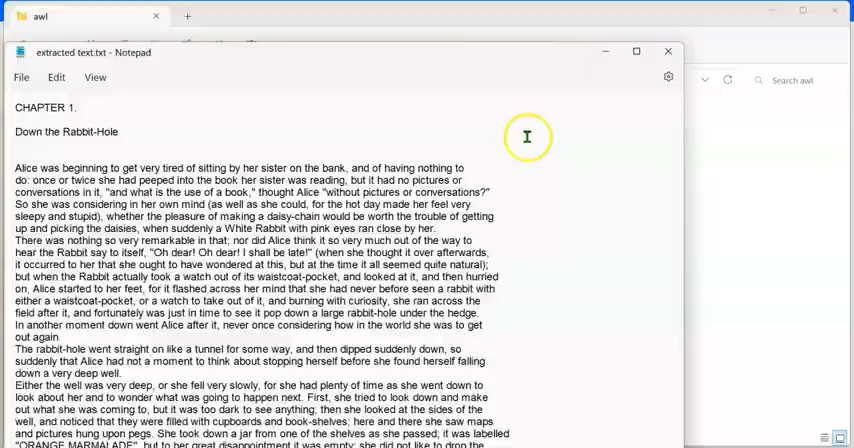 awl
extracted text.txt - Notepad
File Edit View
Search awl
CHAPTER 1.
Down the Rabbit-Hole
Alice was beginning to get very tired of sitting by her sister on the bank, and of having nothing to
do: once or twice she had peeped into the book her sister was reading, but it had no pictures or
conversations in it, "and what is the use of a book," thought Alice "without pictures or conversations?"
So she was considering in her own mind (as well as she could, for the hot day made her feel very
sleepy and stupid), whether the pleasure of making a daisy-chain would be worth the trouble of getting
up and picking the daisies, when suddenly a White Rabbit with pink eyes ran close by her.
There was nothing so very remarkable in that; nor did Alice think it so very much out of the way to
hear the Rabbit say to itself, "Oh dear! Oh dear! I shall be late!" (when she thought it over afterwards,
it occurred to her that she ought to have wondered at this, but at the time it all seemed quite natural);
but when the Rabbit actually took a watch out of its waistcoat-pocket, and looked at it, and then hurried
on, Alice started to her feet, for it flashed across her mind that she had never before seen a rabbit with
either a waistcoat-pocket, or a watch to take out of it, and burning with curiosity, she ran across the
field after it, and fortunately was just in time to see it pop down a large rabbit-hole under the hedge.
In another moment down went Alice after it, never once considering how in the world she was to get
out again.
The rabbit-hole went straight on like a tunnel for some way, and then dipped suddenly down, so
suddenly that Alice had not a moment to think about stopping herself before she found herself falling
down a very deep well.
Either the well was very deep, or she fell very slowly, for she had plenty of time as she went down to
look about her and to wonder what was going to happen next. First, she tried to look down and make
out what she was coming to, but it was too dark to see anything; then she looked at the sides of the
well, and noticed that they were filled with cupboards and book-shelves; here and there she saw maps
and pictures hung upon pegs. She took down a jar from one of the shelves as she passed; it was labelled
"ORANGE MARMALADE", but to her great disappointment it was empty: she did not like to drop the